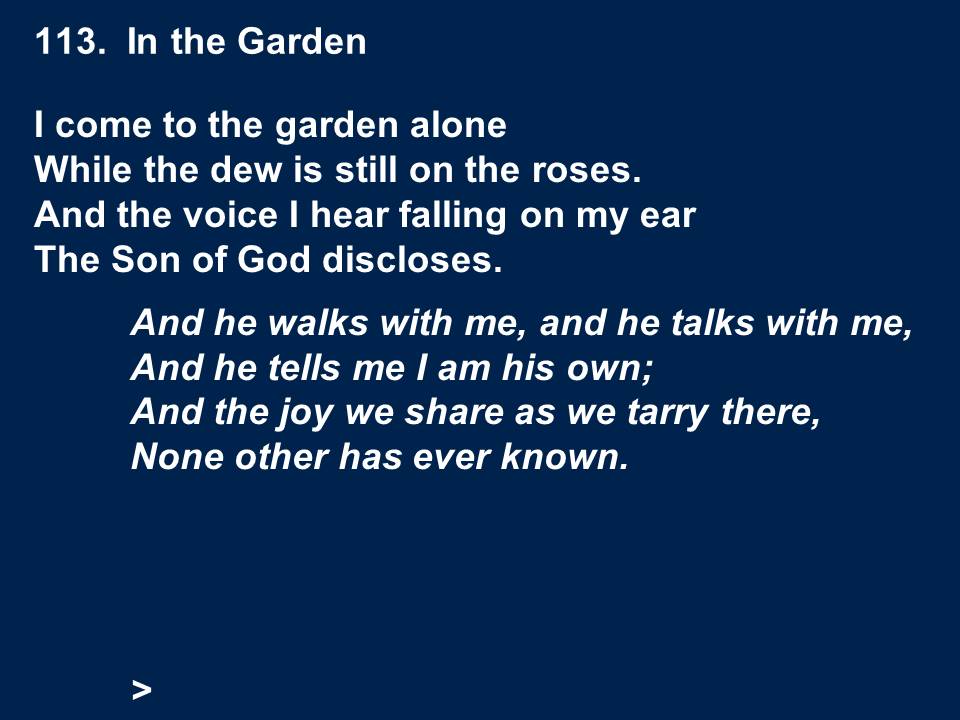 113.  In the Garden
I come to the garden alone
While the dew is still on the roses.
And the voice I hear falling on my ear
The Son of God discloses.
And he walks with me, and he talks with me,
And he tells me I am his own;
And the joy we share as we tarry there,
None other has ever known.
>